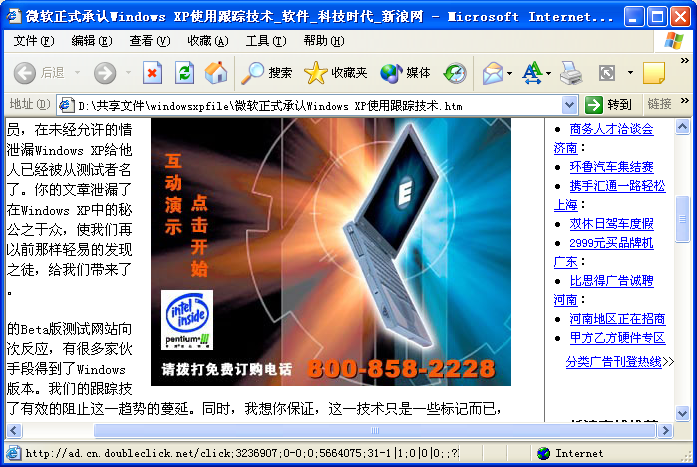 微软正式承认Windows XP使用跟踪技术_软件_科技时代_新浪网 - Microsoft Internet...
文件(F) 编辑(E) 查看(V) 收藏(A) 工具(T) 帮助(H)
后退 搜索 收藏夹 媒体
地址(D) D:\共享文件\windowsxpfile\微软正式承认Windows XP使用跟踪技术.htm 转到 链接 »
员，在未经允许的情
泄漏Windows XP给他
人已经被从测试者名
了。你的文章泄漏了
在Windows XP中的秘
公之于众，使我们再
以前那样轻易的发现
之徒，给我们带来了
。
的Beta版测试网站向
次反应，有很多家伙
手段得到了Windows
版本。我们的跟踪技
了有效的阻止这一趋势的蔓延。同时，我想你保证，这一技术只是一些标记而已，
互动演示
点击开始
E
intel
inside
pentium III
请拨打免费订购电话 800-858-2228
商务人才洽谈会
济南：
环鲁汽车集结赛
携手汇通一路轻松
上海：
双休日驾车度假
2999元买品牌机
广东：
比思得广告诚聘
河南：
河南地区正在招商
甲方乙方硬件专区
分类广告刊登热线>>
http://ad.cn.doubleclick.net/click;3236907;0-0;0;5664075;31-1|1;0|0|0;;?
Internet